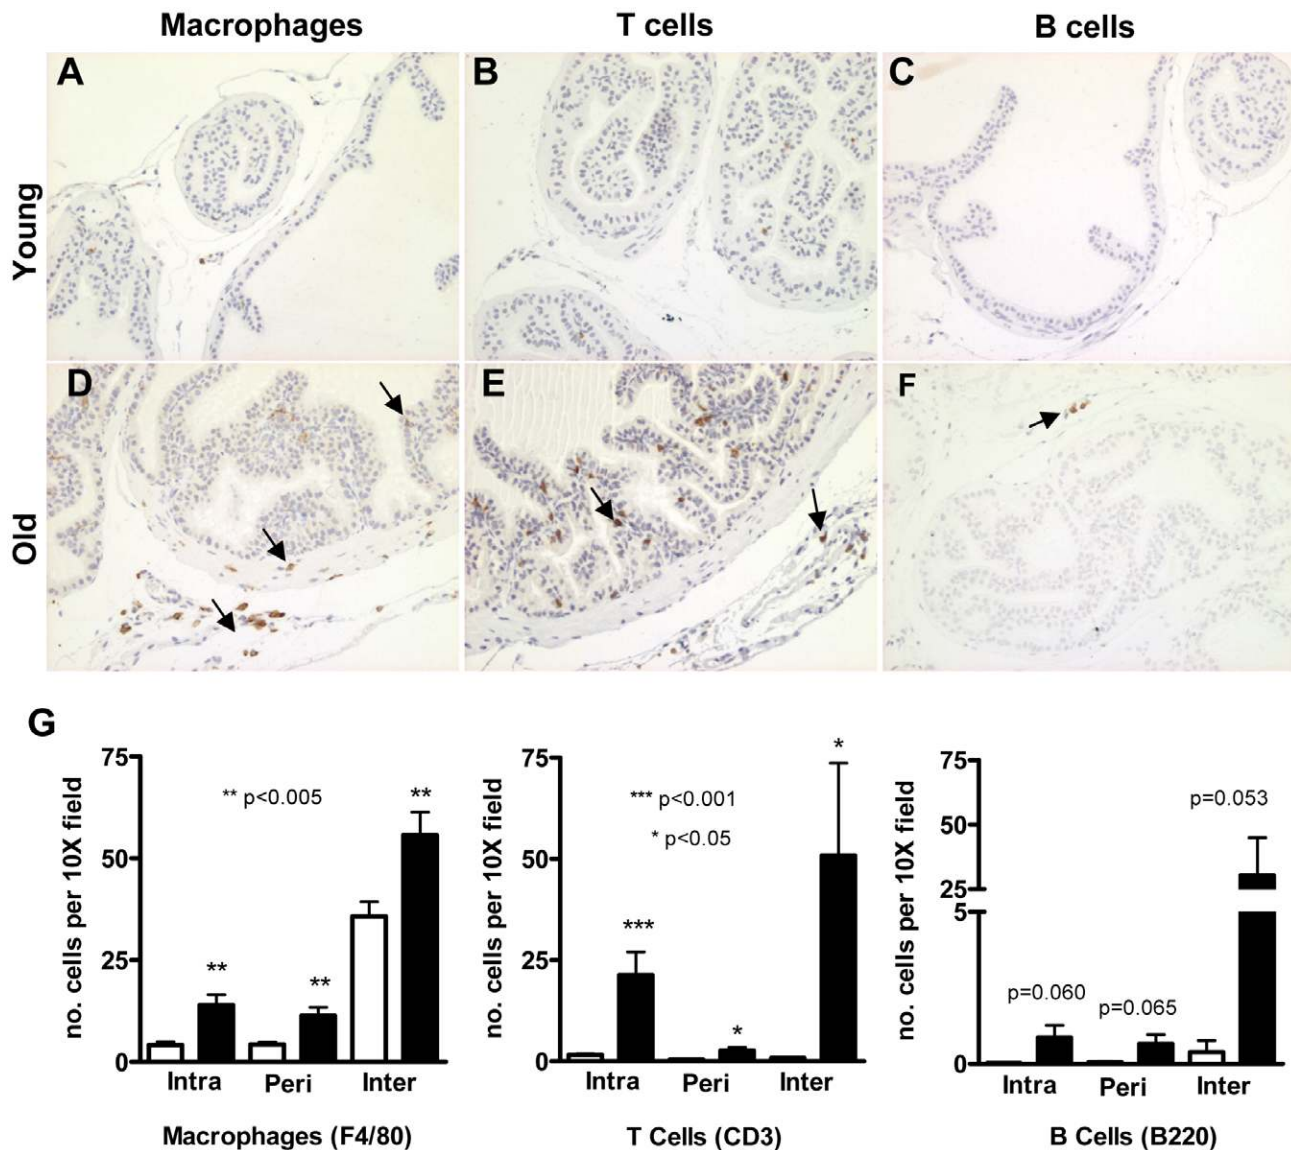 Macrophages T cells B cells
Young
A B C
Old
D E F
G
no. cells per 10X field
75
50
25
0
** p<0.005
** ** **
Intra Peri Inter
Macrophages (F4/80)
no. cells per 10X field
75
50
25
0
*** p<0.001
* p<0.05
*** * *
Intra Peri Inter
T Cells (CD3)
no. cells per 10X field
75
50
25
5
0
p=0.060 p=0.065 p=0.053
Intra Peri Inter
B Cells (B220)